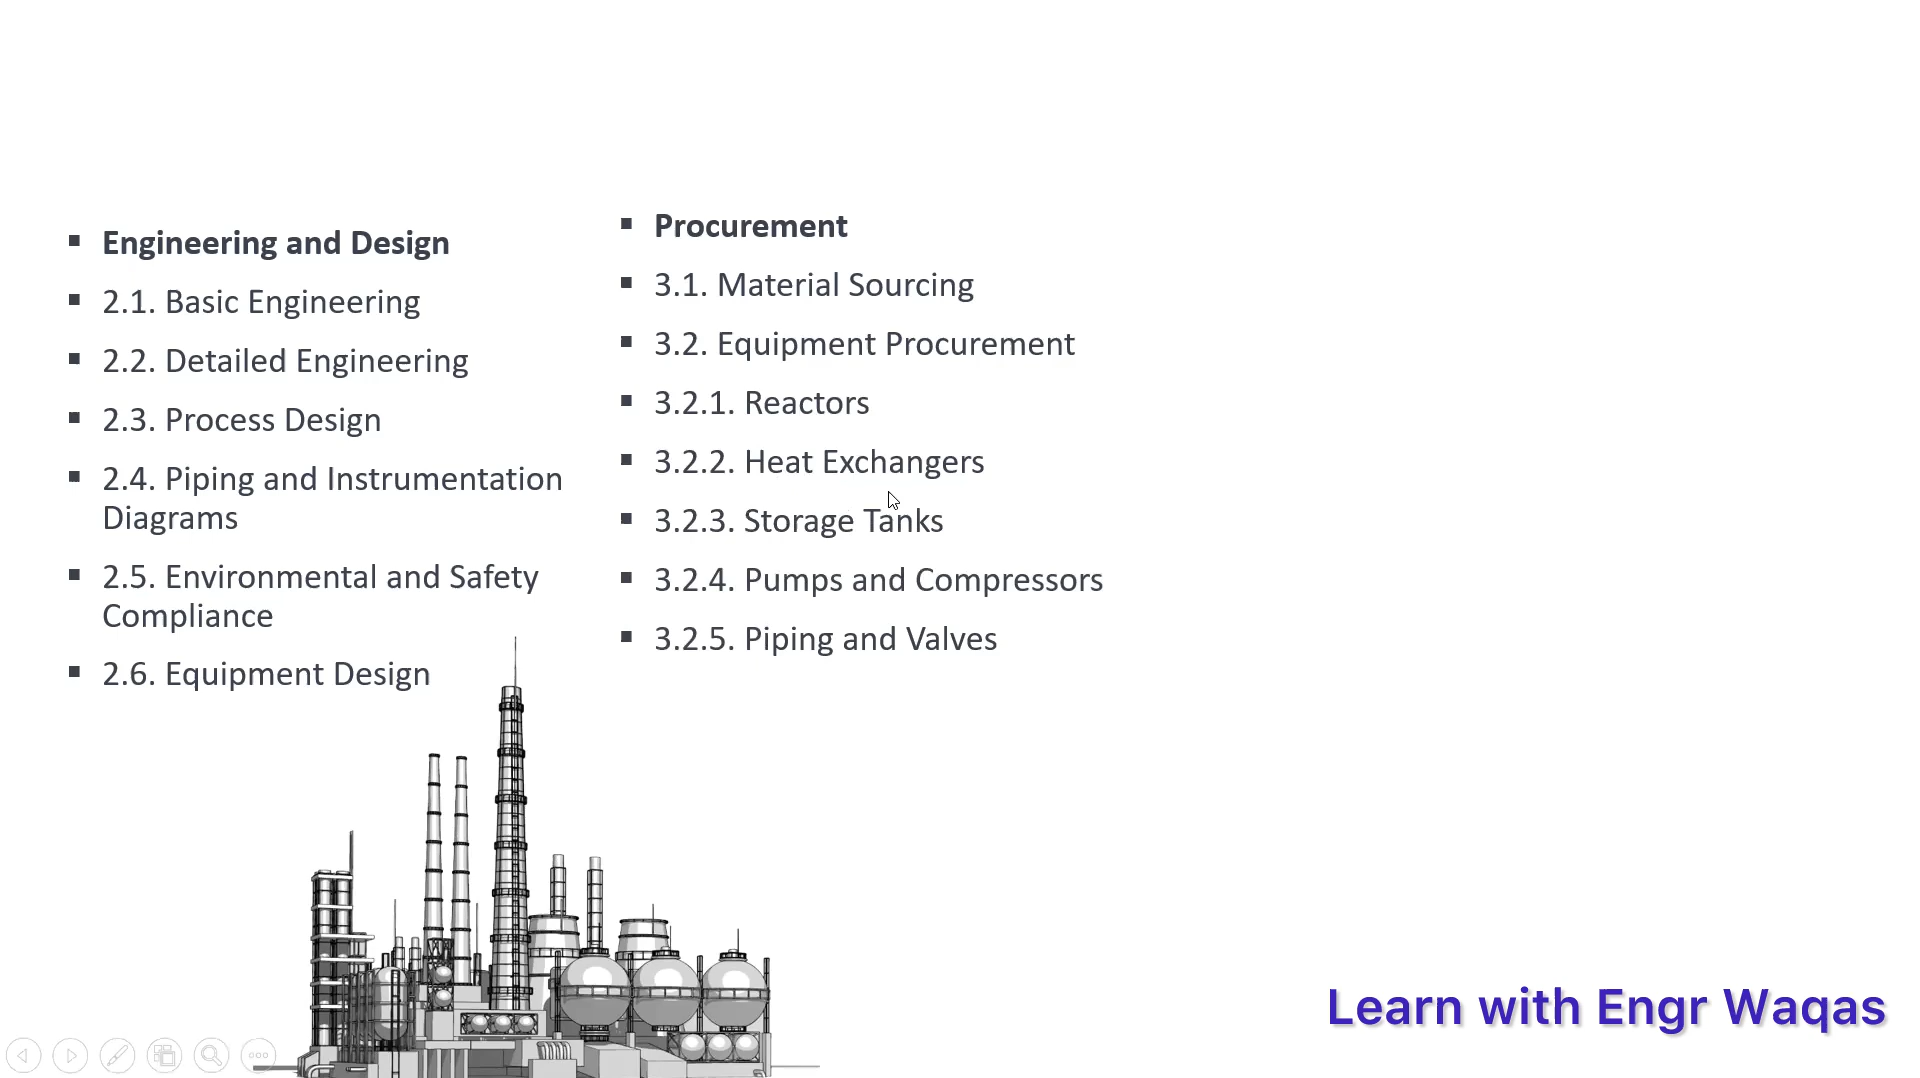 ▪ Engineering and Design
▪ 2.1. Basic Engineering
▪ 2.2. Detailed Engineering
▪ 2.3. Process Design
▪ 2.4. Piping and Instrumentation
Diagrams
▪ 2.5. Environmental and Safety
Compliance
▪ 2.6. Equipment Design
▪ Procurement
▪ 3.1. Material Sourcing
▪ 3.2. Equipment Procurement
▪ 3.2.1. Reactors
▪ 3.2.2. Heat Exchangers
▪ 3.2.3. Storage Tanks
▪ 3.2.4. Pumps and Compressors
▪ 3.2.5. Piping and Valves
Learn with Engr Waqas